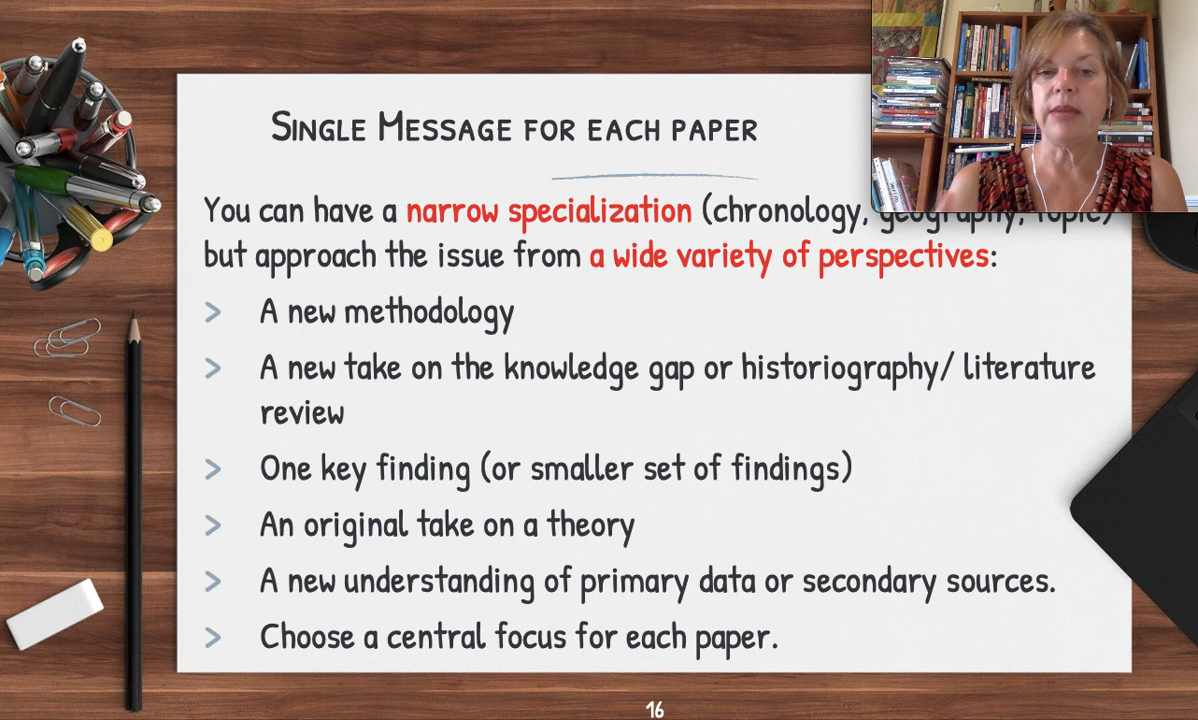 Single Message for each paper
You can have a narrow specialization (chronology, geography, topic)
but approach the issue from a wide variety of perspectives:
> A new methodology
> A new take on the knowledge gap or historiography/ literature
review
> One key finding (or smaller set of findings)
> An original take on a theory
> A new understanding of primary data or secondary sources.
> Choose a central focus for each paper.
16